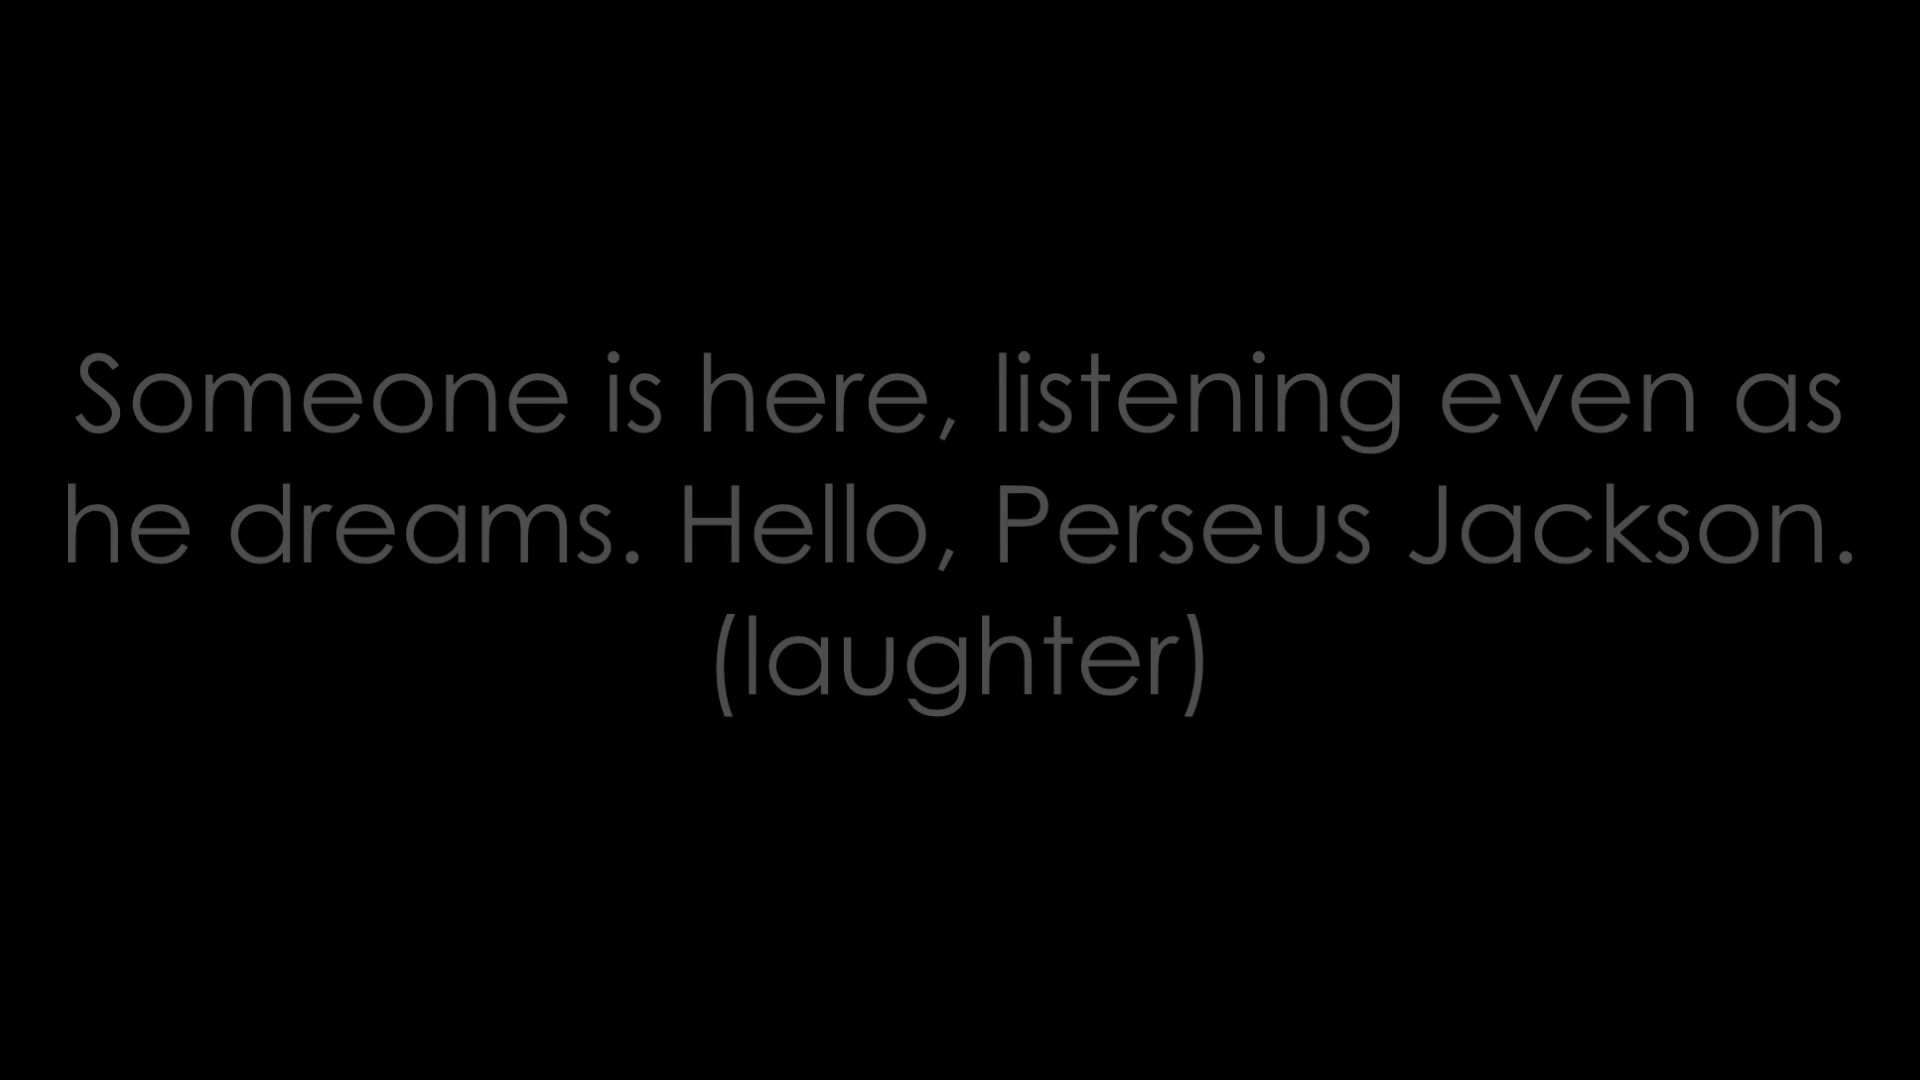 Someone is here, listening even as
he dreams. Hello, Perseus Jackson.
(laughter)